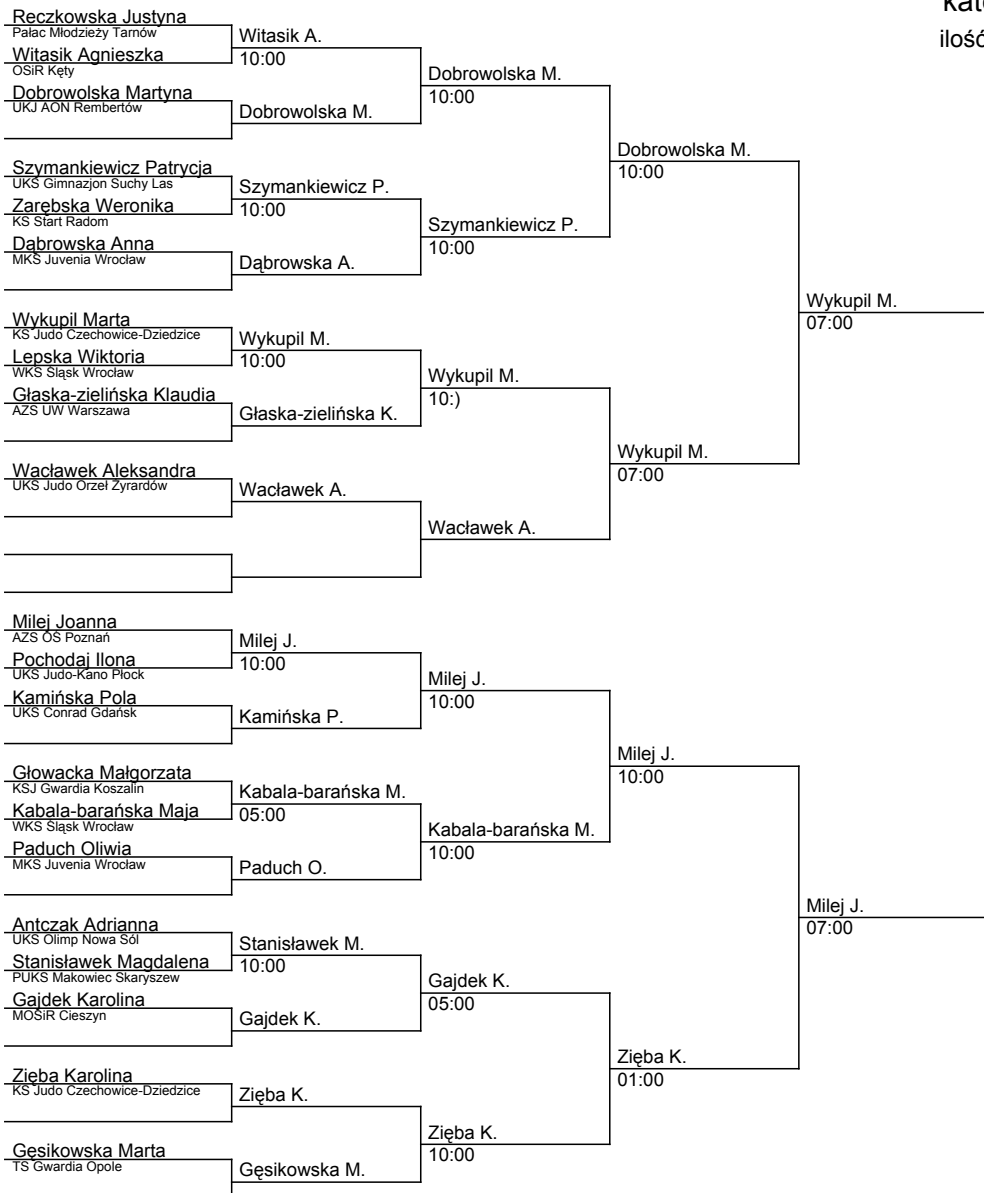 Reczkowska Justyna
Pałac Młodzieży Tarnów
Witasik Agnieszka
OSiR Kęty
Dobrowolska Martyna
UKJ AON Rembertów
Szymankiewicz Patrycja
UKS Gimnazjon Suchy Las
Zarębska Weronika
KS Start Radom
Dąbrowska Anna
MKS Juvenia Wrocław
Wykupil Marta
KS Judo Czechowice-Dziedzice
Lepska Wiktoria
WKS Śląsk Wrocław
Głaska-zielińska Klaudia
AZS UW Warszawa
Wacławek Aleksandra
UKS Judo Orzeł Żyrardów
Milej Joanna
AZS OŚ Poznań
Pochodaj Ilona
UKS Judo-Kano Płock
Kamińska Pola
UKS Conrad Gdańsk
Głowacka Małgorzata
KSJ Gwardia Koszalin
Kabala-barańska Maja
WKS Śląsk Wrocław
Paduch Oliwia
MKS Juvenia Wrocław
Antczak Adrianna
UKS Olimp Nowa Sól
Stanisławek Magdalena
PUKS Makowiec Skaryszew
Gajdek Karolina
MOSiR Cieszyn
Zięba Karolina
KS Judo Czechowice-Dziedzice
Gęsikowska Marta
TS Gwardia Opole
Witasik A.
10:00
Dobrowolska M.
Szymankiewicz P.
10:00
Dąbrowska A.
Wykupil M.
10:00
Głaska-zielińska K.
Wacławek A.
Milej J.
10:00
Kamińska P.
Kabala-barańska M.
05:00
Paduch O.
Stanisławek M.
10:00
Gajdek K.
Zięba K.
Gęsikowska M.
Dobrowolska M.
10:00
Szymankiewicz P.
10:00
Wykupil M.
10:)
Wacławek A.
Milej J.
10:00
Kabala-barańska M.
10:00
Gajdek K.
05:00
Zięba K.
10:00
Dobrowolska M.
10:00
Wykupil M.
07:00
Milej J.
10:00
Zięba K.
01:00
Wykupil M.
07:00
Milej J.
07:00
ilość